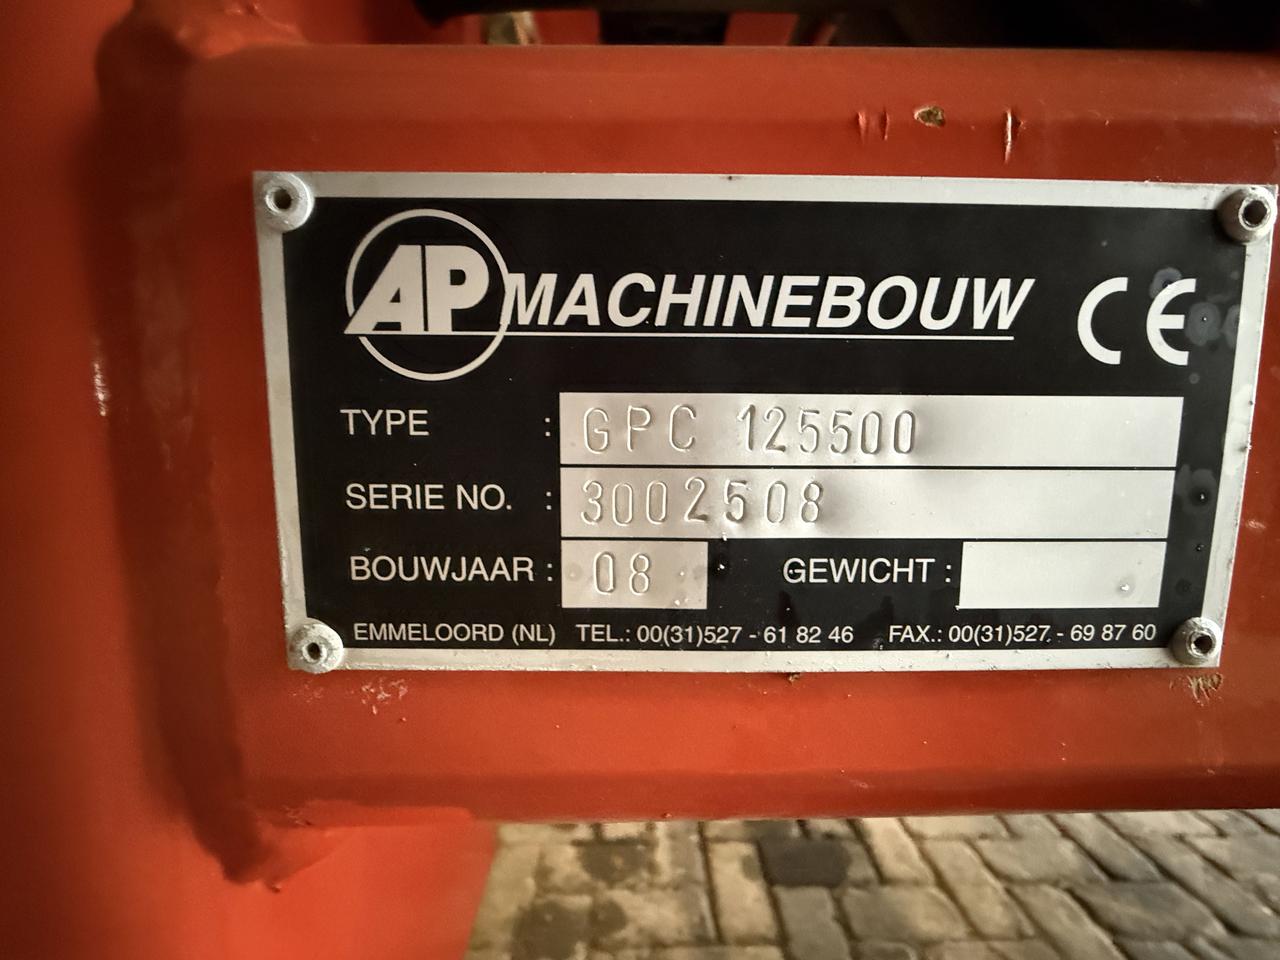 AP MACHINEBOUW CE
TYPE : GPC 125500
SERIE NO. : 3002508
BOUWJAAR : 08 GEWICHT :
EMMELOORD (NL) TEL.: 00(31)527 - 61 82 46 FAX.: 00(31)527 - 69 87 60